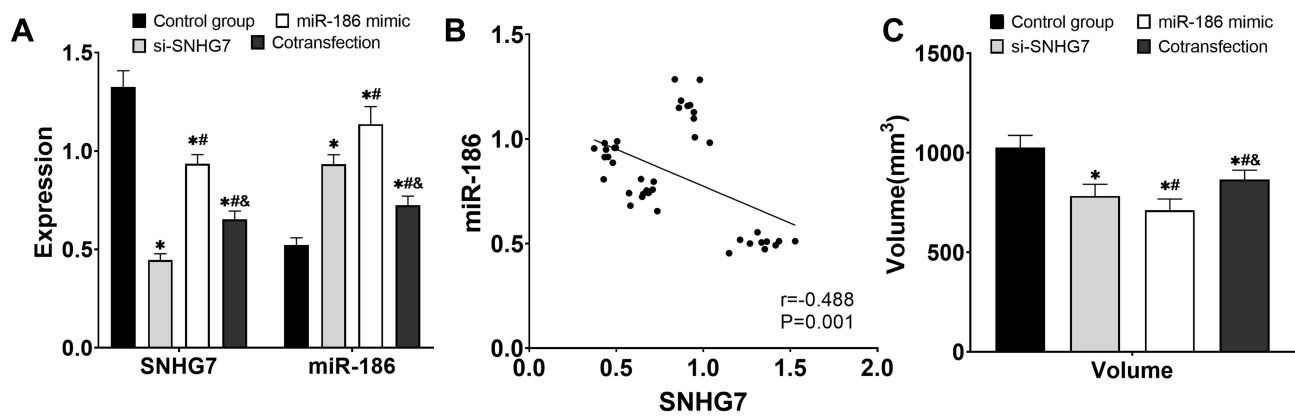 A
Control group
miR-186 mimic
si-SNHG7
Cotransfection
Expression
1.5
1.0
0.5
0.0
*
*#
*#&
*
*#
*#&
SNHG7
miR-186
B
miR-186
1.5
1.0
0.5
0.0
r=-0.488
P=0.001
0.0
0.5
1.0
1.5
2.0
SNHG7
C
Control group
miR-186 mimic
si-SNHG7
Cotransfection
Volume(mm³)
1500
1000
500
0
*
*#
*#&
Volume